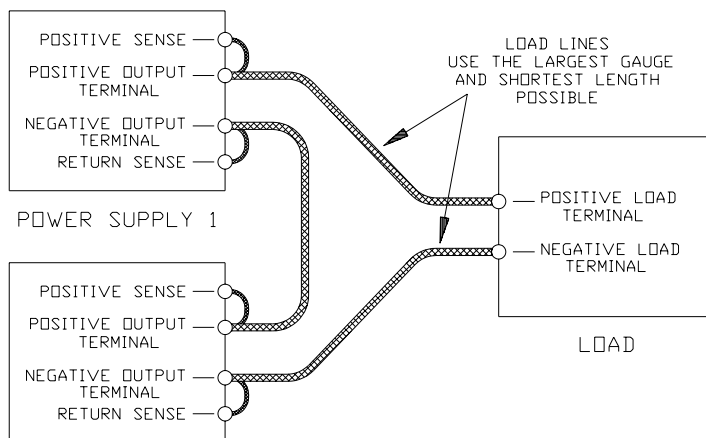 POSITIVE SENSE
POSITIVE OUTPUT
TERMINAL
NEGATIVE OUTPUT
TERMINAL
RETURN SENSE
POWER SUPPLY 1
LOAD LINES
USE THE LARGEST GAUGE
AND SHORTEST LENGTH
POSSIBLE
POSITIVE LOAD
TERMINAL
NEGATIVE LOAD
TERMINAL
LOAD
POSITIVE SENSE
POSITIVE OUTPUT
TERMINAL
NEGATIVE OUTPUT
TERMINAL
RETURN SENSE